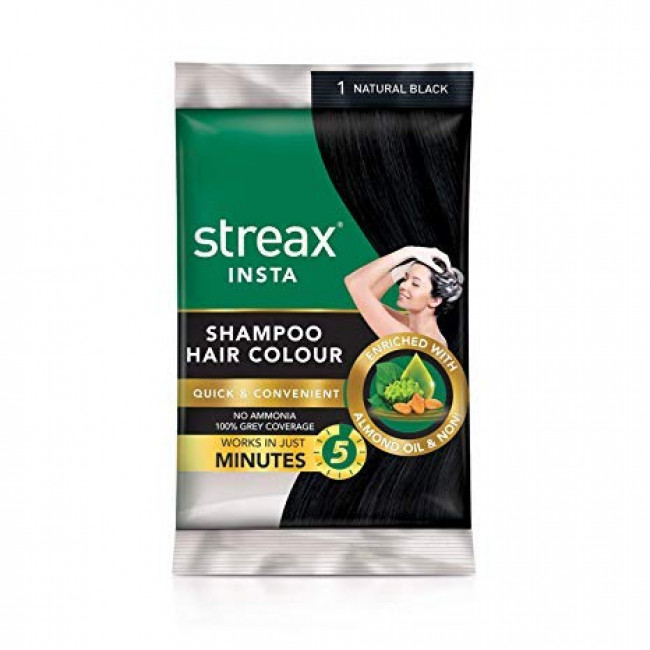 1 NATURAL BLACK
streax®
INSTA
SHAMPOO
HAIR COLOUR
QUICK & CONVENIENT
NO AMMONIA
100% GREY COVERAGE
WORKS IN JUST
MINUTES 5
ENRICHED WITH
ALMOND OIL & NONI